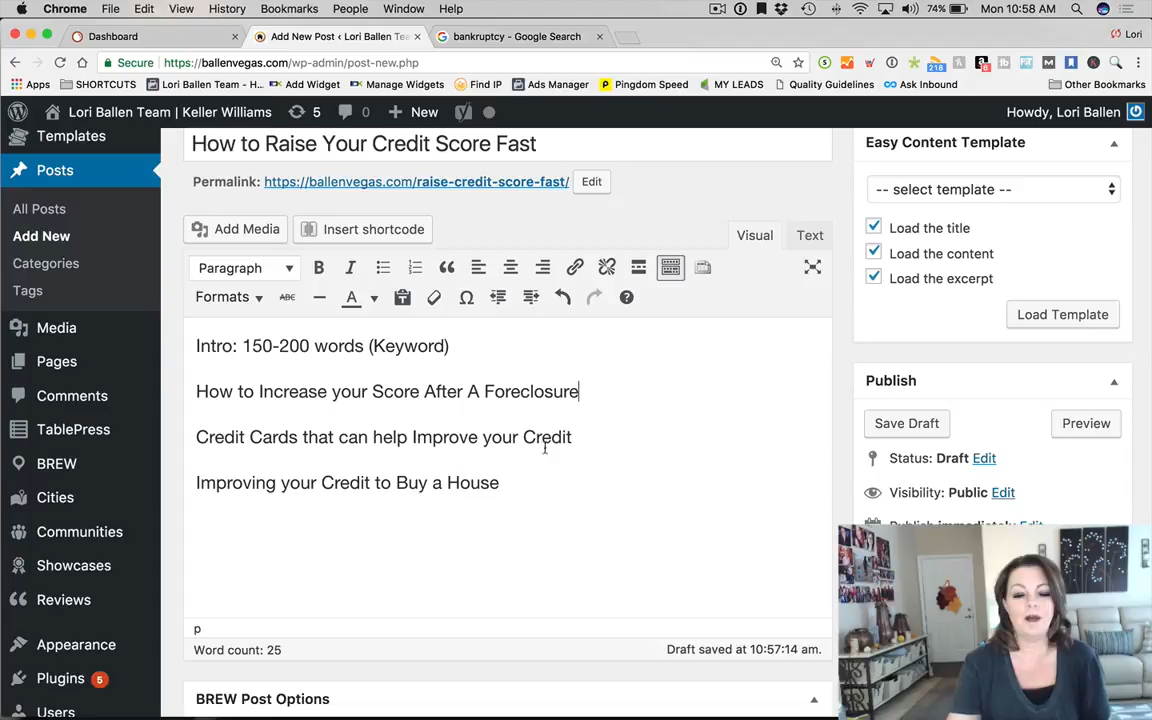 Chrome File Edit View History Bookmarks People Window Help 74% Mon 10:58 AM
Dashboard Add New Post ‹ Lori Ballen Tea bankruptcy - Google Search Lori
Secure https://ballenvegas.com/wp-admin/post-new.php
Apps SHORTCUTS Lori Ballen Team - H... Add Widget Manage Widgets Find IP Ads Manager Pingdom Speed MY LEADS Quality Guidelines Ask Inbound Other Bookmarks
Lori Ballen Team | Keller Williams 5 0 New Howdy, Lori Ballen
Templates
Posts
All Posts
Add New
Categories
Tags
Media
Pages
Comments
TablePress
BREW
Cities
Communities
Showcases
Reviews
Appearance
Plugins 5
Users
How to Raise Your Credit Score Fast
Permalink: https://ballenvegas.com/raise-credit-score-fast/ Edit
Add Media Insert shortcode Visual Text
Paragraph
Formats ABC A
Intro: 150-200 words (Keyword)
How to Increase your Score After A Foreclosure
Credit Cards that can help Improve your Credit
Improving your Credit to Buy a House
p
Word count: 25 Draft saved at 10:57:14 am.
BREW Post Options
Easy Content Template
-- select template --
Load the title
Load the content
Load the excerpt
Load Template
Publish
Save Draft Preview
Status: Draft Edit
Visibility: Public Edit
Publish immediately Edit